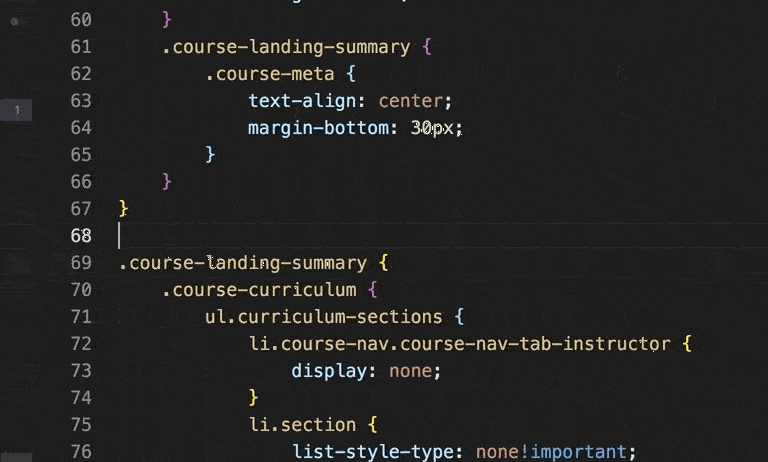 60 }
61 .course-landing-summary {
62 .course-meta {
63 text-align: center;
64 margin-bottom: 30px;
65 }
66 }
67 }
68
69 .course-landing-summary {
70 .course-curriculum {
71 ul.curriculum-sections {
72 li.course-nav.course-nav-tab-instructor {
73 display: none;
74 }
75 li.section {
76 list-style-type: none!important;